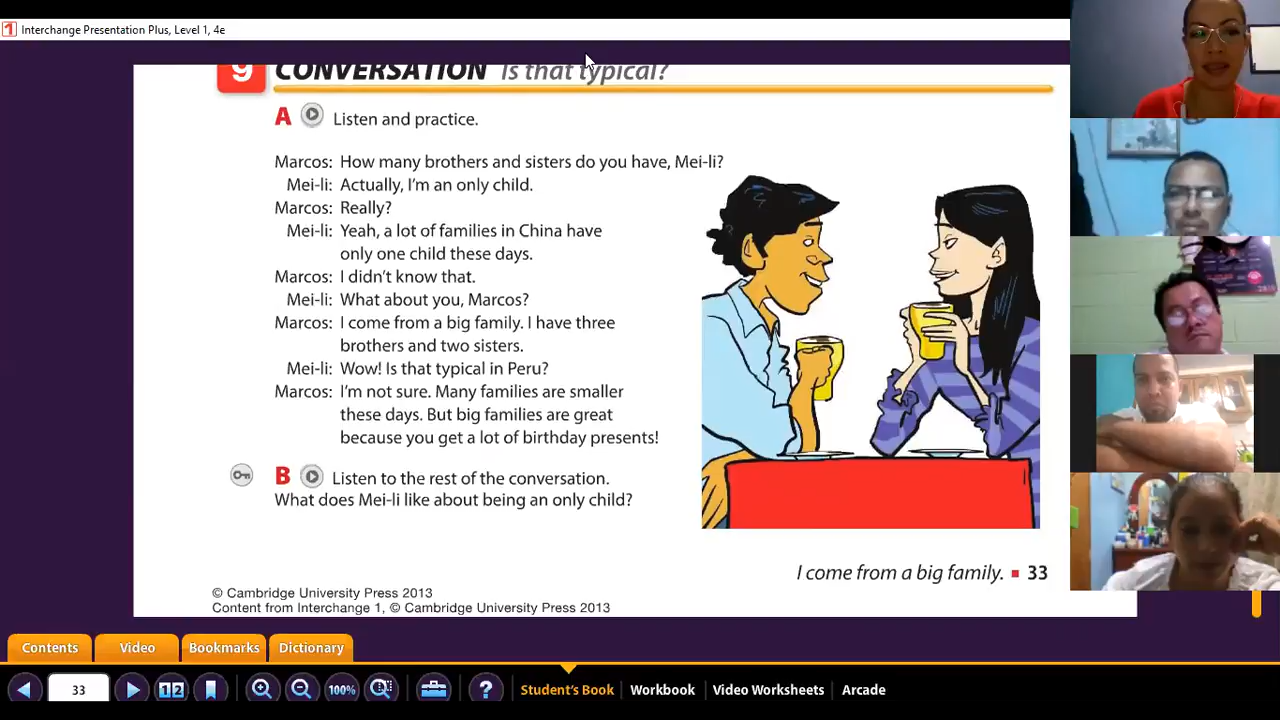 Interchange Presentation Plus, Level 1, 4e
9 CONVERSATION Is that typical?
A Listen and practice.
Marcos: How many brothers and sisters do you have, Mei-li?
Mei-li: Actually, I'm an only child.
Marcos: Really?
Mei-li: Yeah, a lot of families in China have
only one child these days.
Marcos: I didn't know that.
Mei-li: What about you, Marcos?
Marcos: I come from a big family. I have three
brothers and two sisters.
Mei-li: Wow! Is that typical in Peru?
Marcos: I'm not sure. Many families are smaller
these days. But big families are great
because you get a lot of birthday presents!
B Listen to the rest of the conversation.
What does Mei-li like about being an only child?
I come from a big family. ▪ 33
© Cambridge University Press 2013
Content from Interchange 1, © Cambridge University Press 2013
Contents Video Bookmarks Dictionary
33 12 100% ? Student's Book Workbook Video Worksheets Arcade